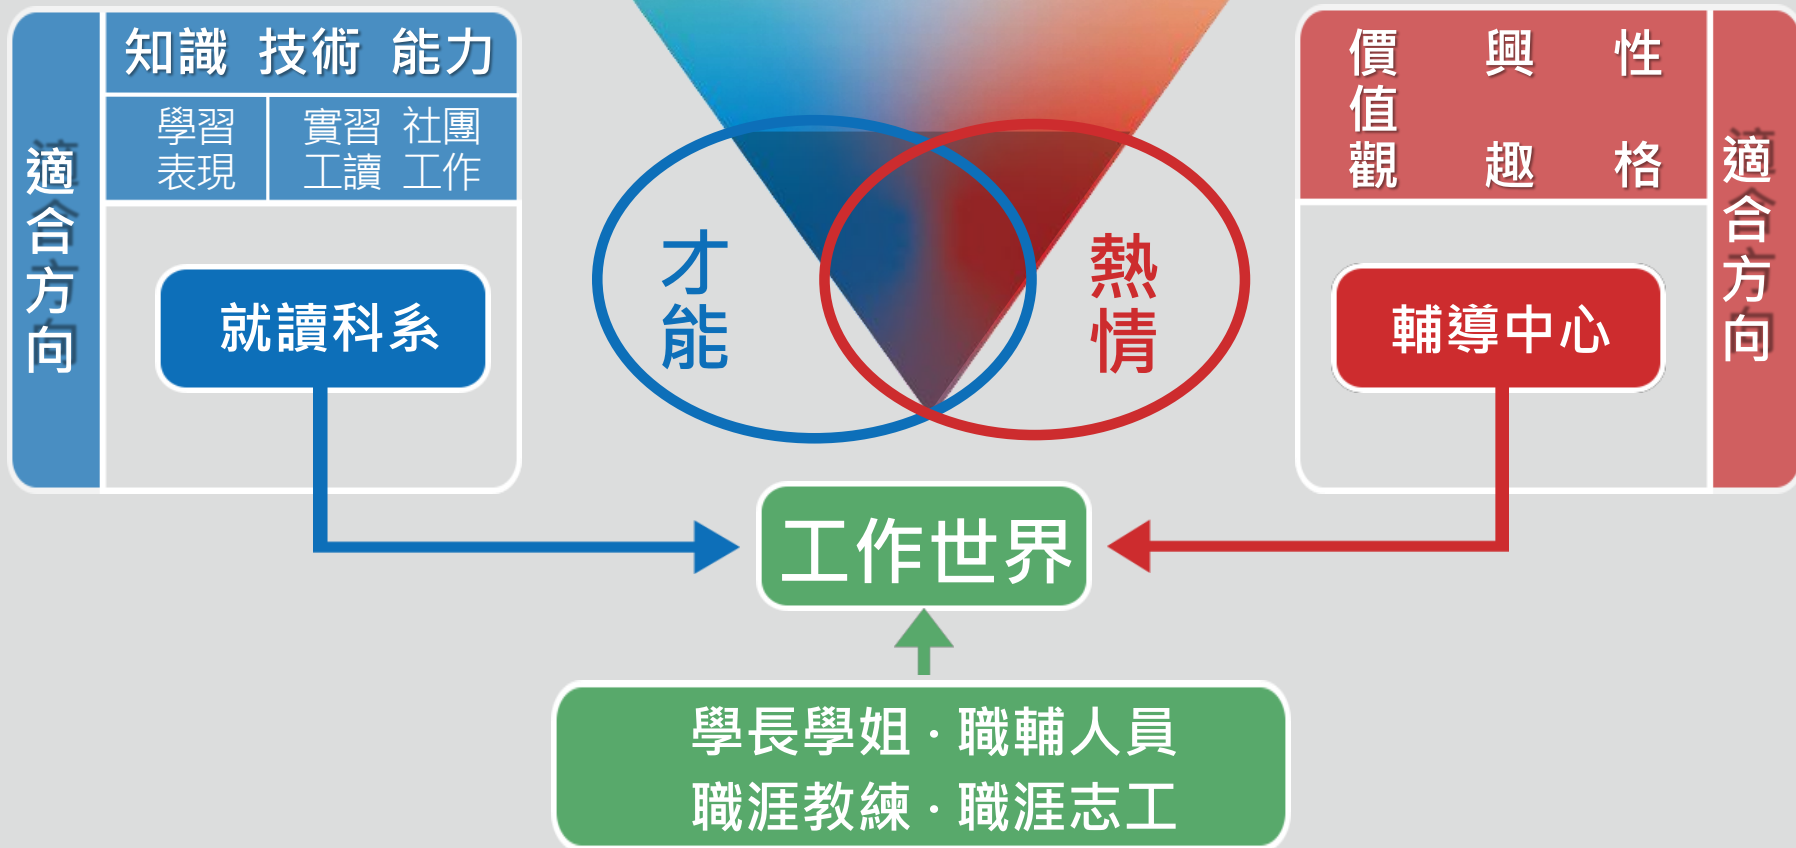 適合方向
知識 技術 能力
學習
表現
實習 社團
工讀 工作
就讀科系
才能
熱情
價值觀
興趣
性格
適合方向
輔導中心
工作世界
學長學姐·職輔人員
職涯教練·職涯志工